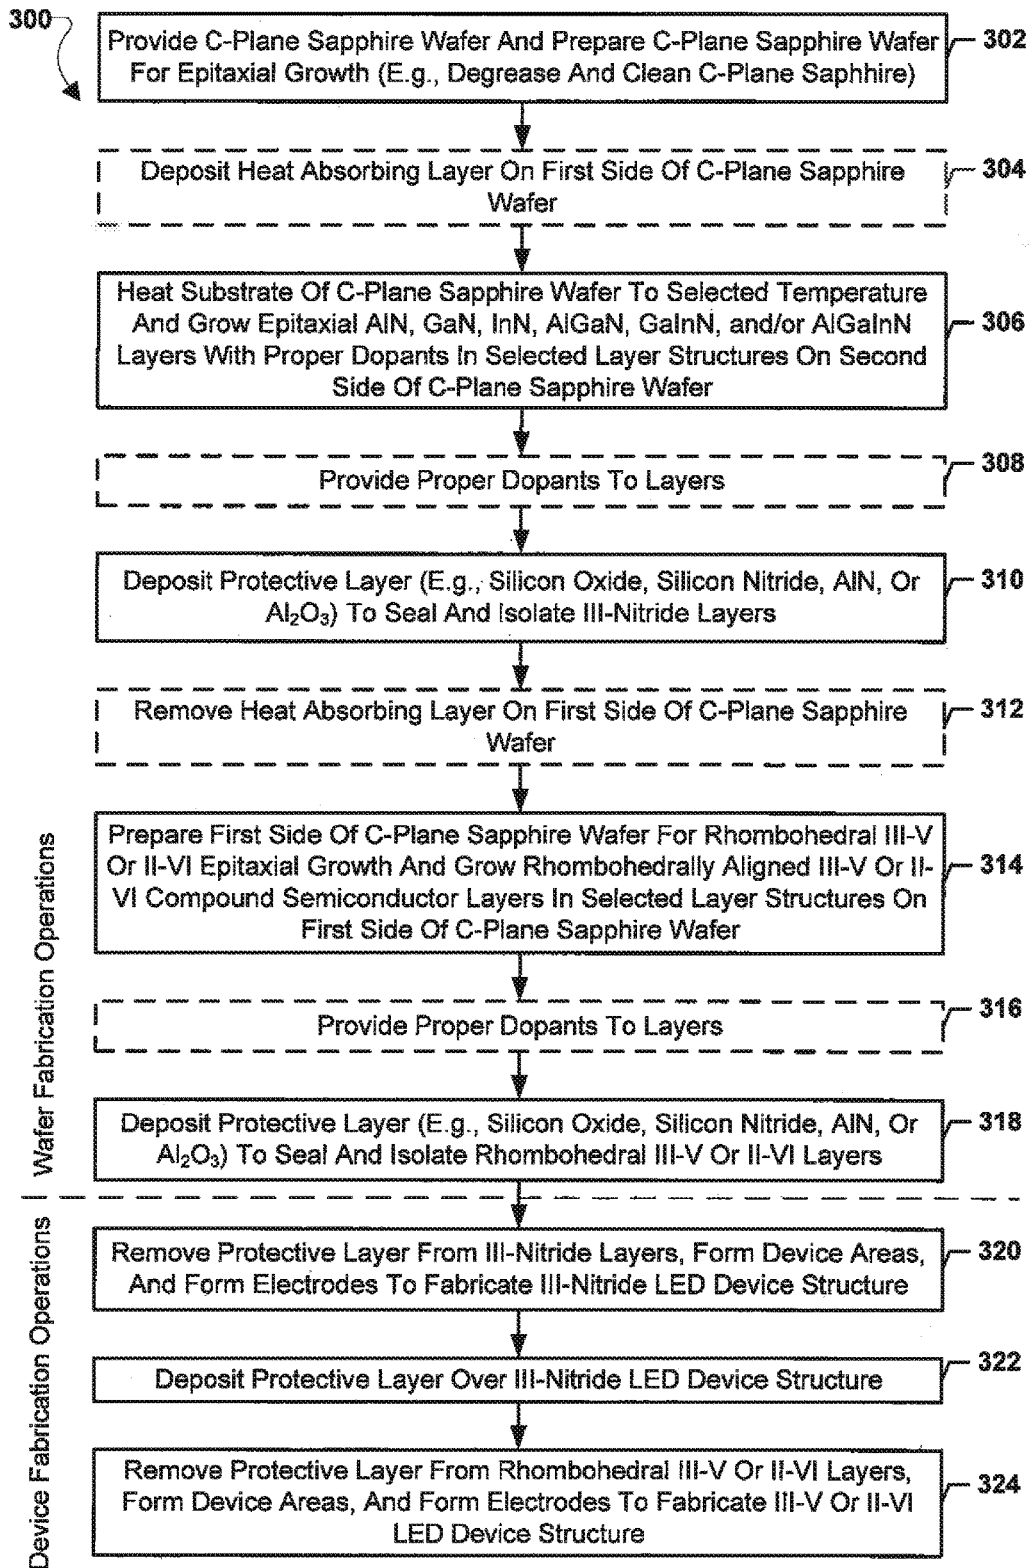 300
Provide C-Plane Sapphire Wafer And Prepare C-Plane Sapphire Wafer
For Epitaxial Growth (E.g., Degrease And Clean C-Plane Saphhire)
302
Deposit Heat Absorbing Layer On First Side Of C-Plane Sapphire
Wafer
304
Heat Substrate Of C-Plane Sapphire Wafer To Selected Temperature
And Grow Epitaxial AlN, GaN, InN, AlGaN, GaInN, and/or AlGaInN
Layers With Proper Dopants In Selected Layer Structures On Second
Side Of C-Plane Sapphire Wafer
306
Provide Proper Dopants To Layers
308
Deposit Protective Layer (E.g., Silicon Oxide, Silicon Nitride, AlN, Or
Al₂O₃) To Seal And Isolate III-Nitride Layers
310
Remove Heat Absorbing Layer On First Side Of C-Plane Sapphire
Wafer
312
Prepare First Side Of C-Plane Sapphire Wafer For Rhombohedral III-V
Or II-VI Epitaxial Growth And Grow Rhombohedrally Aligned III-V Or II-
VI Compound Semiconductor Layers In Selected Layer Structures On
First Side Of C-Plane Sapphire Wafer
314
Provide Proper Dopants To Layers
316
Deposit Protective Layer (E.g., Silicon Oxide, Silicon Nitride, AlN, Or
Al₂O₃) To Seal And Isolate Rhombohedral III-V Or II-VI Layers
318
Wafer Fabrication Operations
Remove Protective Layer From III-Nitride Layers, Form Device Areas,
And Form Electrodes To Fabricate III-Nitride LED Device Structure
320
Deposit Protective Layer Over III-Nitride LED Device Structure
322
Remove Protective Layer From Rhombohedral III-V Or II-VI Layers,
Form Device Areas, And Form Electrodes To Fabricate III-V Or II-VI
LED Device Structure
324
Device Fabrication Operations